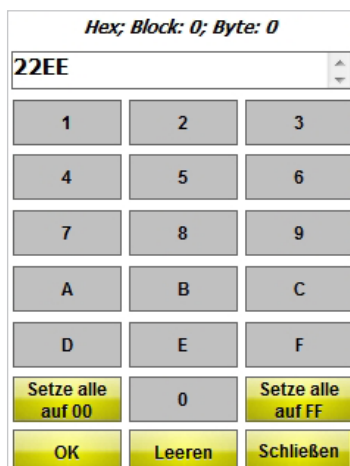 Hex; Block: 0; Byte: 0
22EE
1 2 3
4 5 6
7 8 9
A B C
D E F
Setze alle auf 00 0 Setze alle auf FF
OK Leeren Schließen